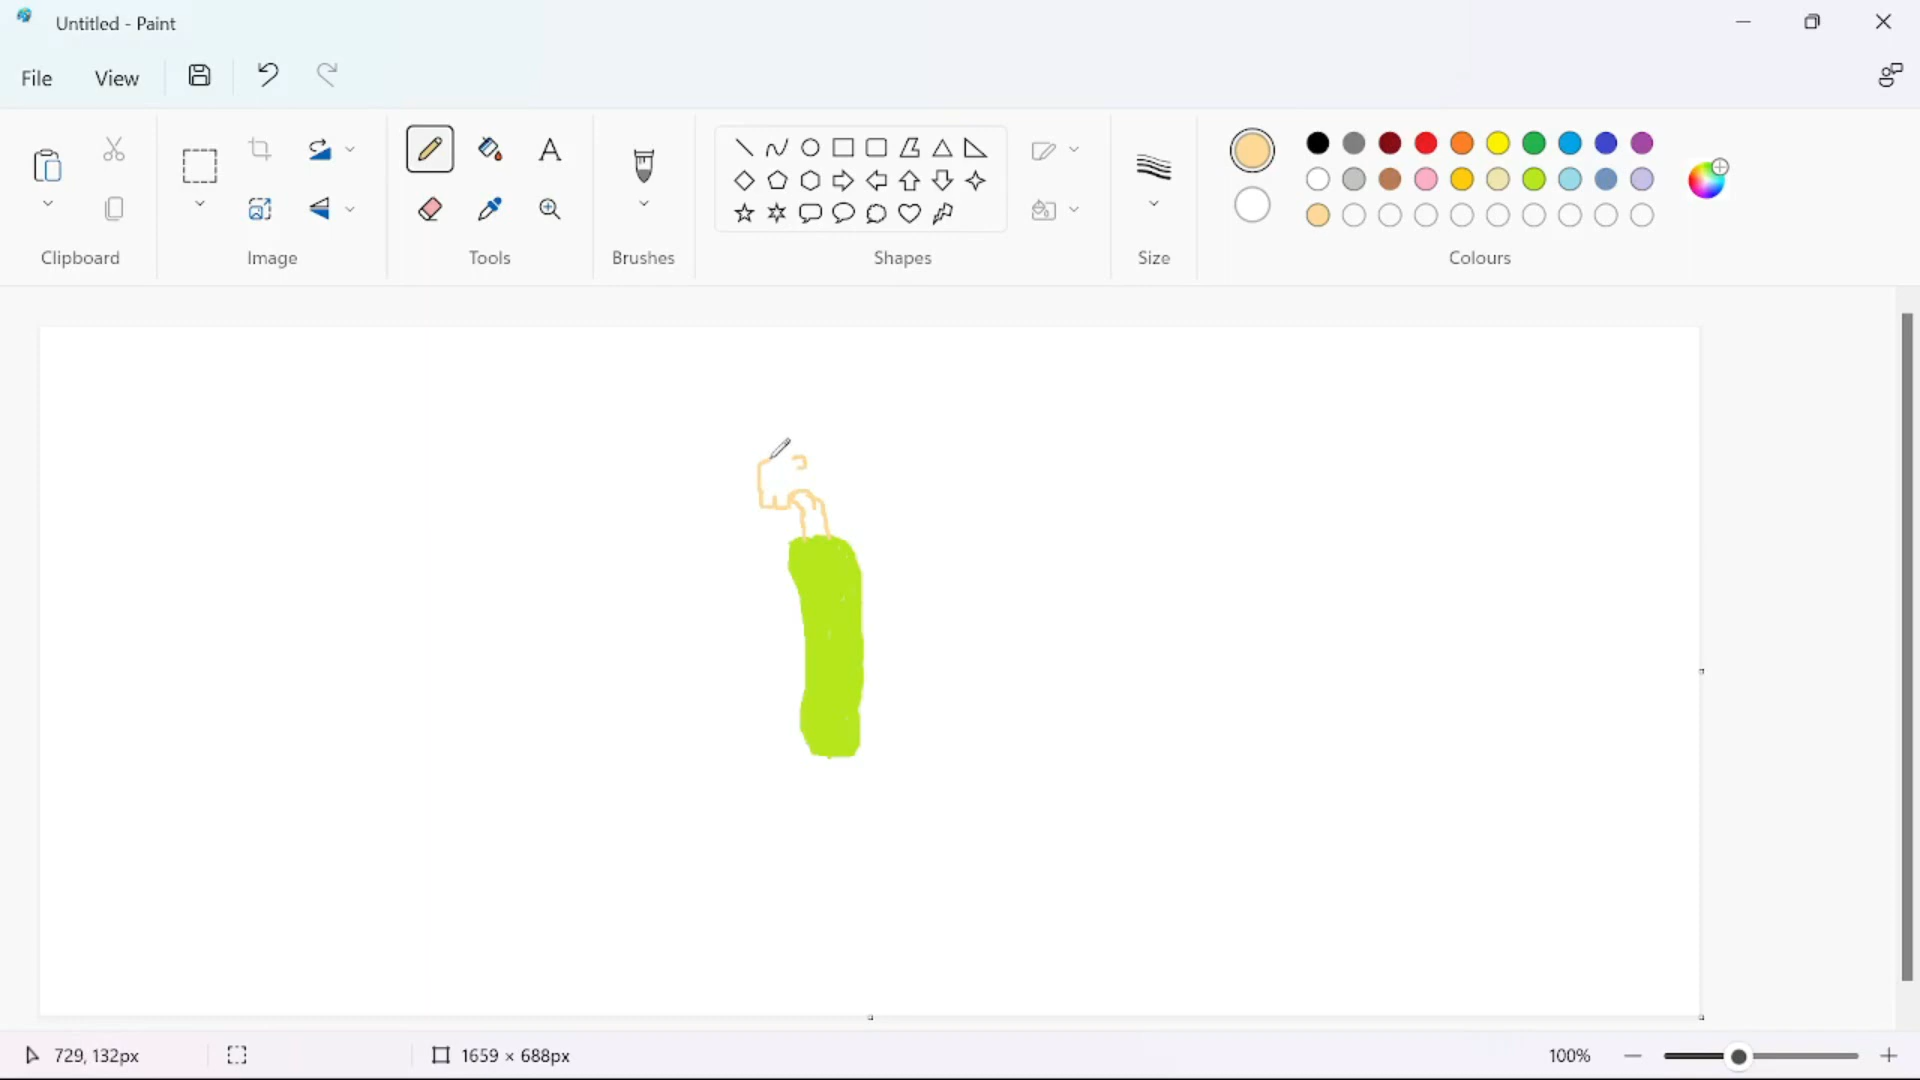 Untitled - Paint
File
View
Clipboard
Image
Tools
Brushes
Shapes
Size
Colours
729, 132px
1659 × 688px
100%